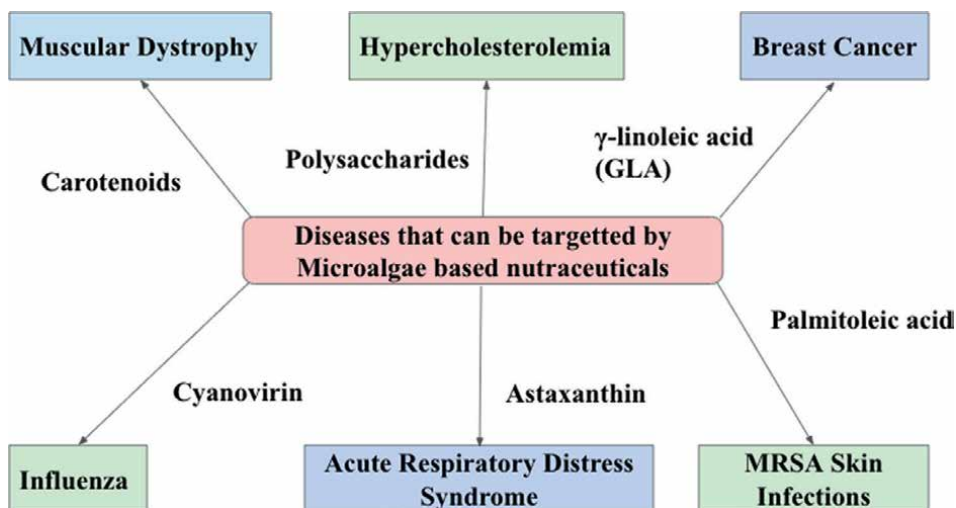 Muscular Dystrophy
Hypercholesterolemia
Breast Cancer
Carotenoids
Polysaccharides
γ-linoleic acid
(GLA)
Diseases that can be targetted by
Microalgae based nutraceuticals
Cyanovirin
Astaxanthin
Palmitoleic acid
Influenza
Acute Respiratory Distress
Syndrome
MRSA Skin
Infections